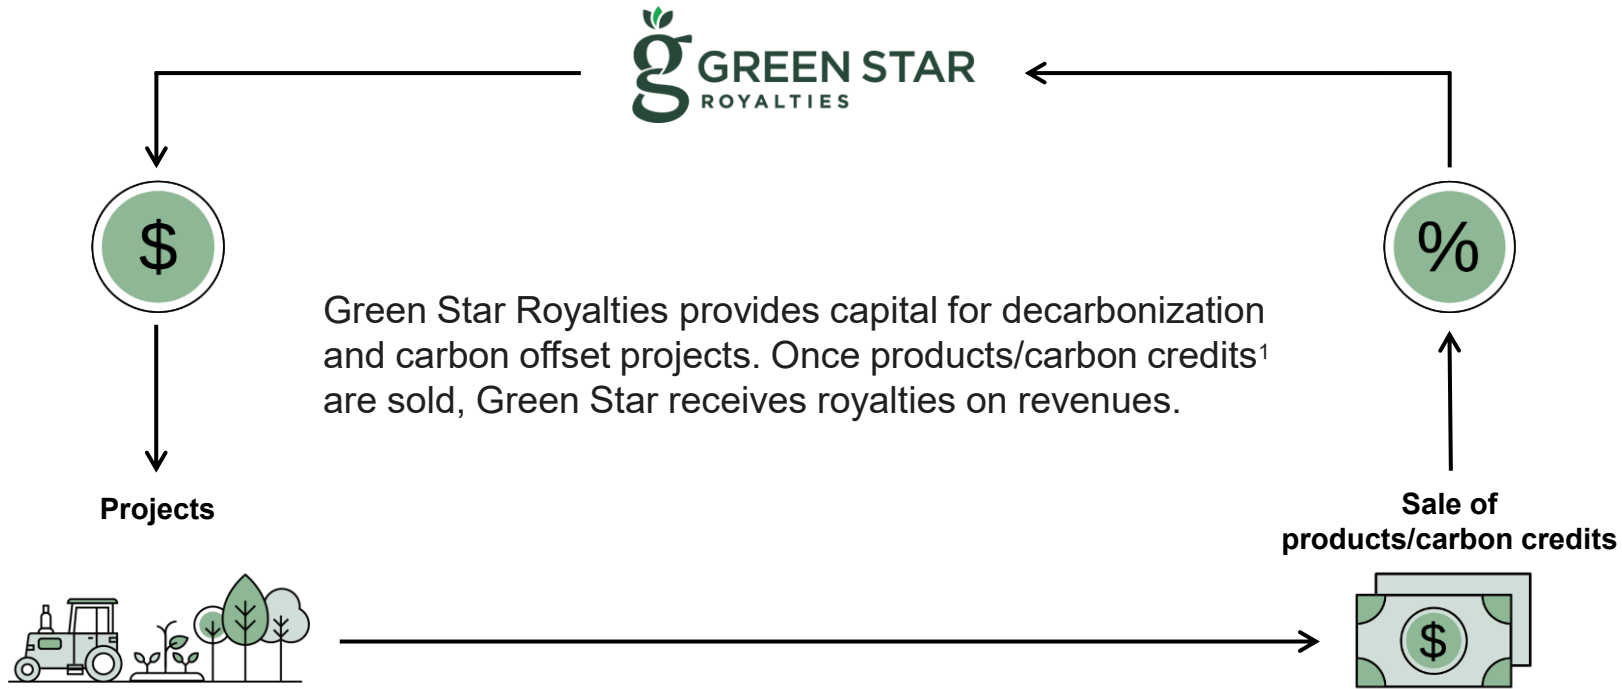 GREEN STAR
ROYALTIES
$
%
Green Star Royalties provides capital for decarbonization
and carbon offset projects. Once products/carbon credits¹
are sold, Green Star receives royalties on revenues.
Projects
Sale of
products/carbon credits
$